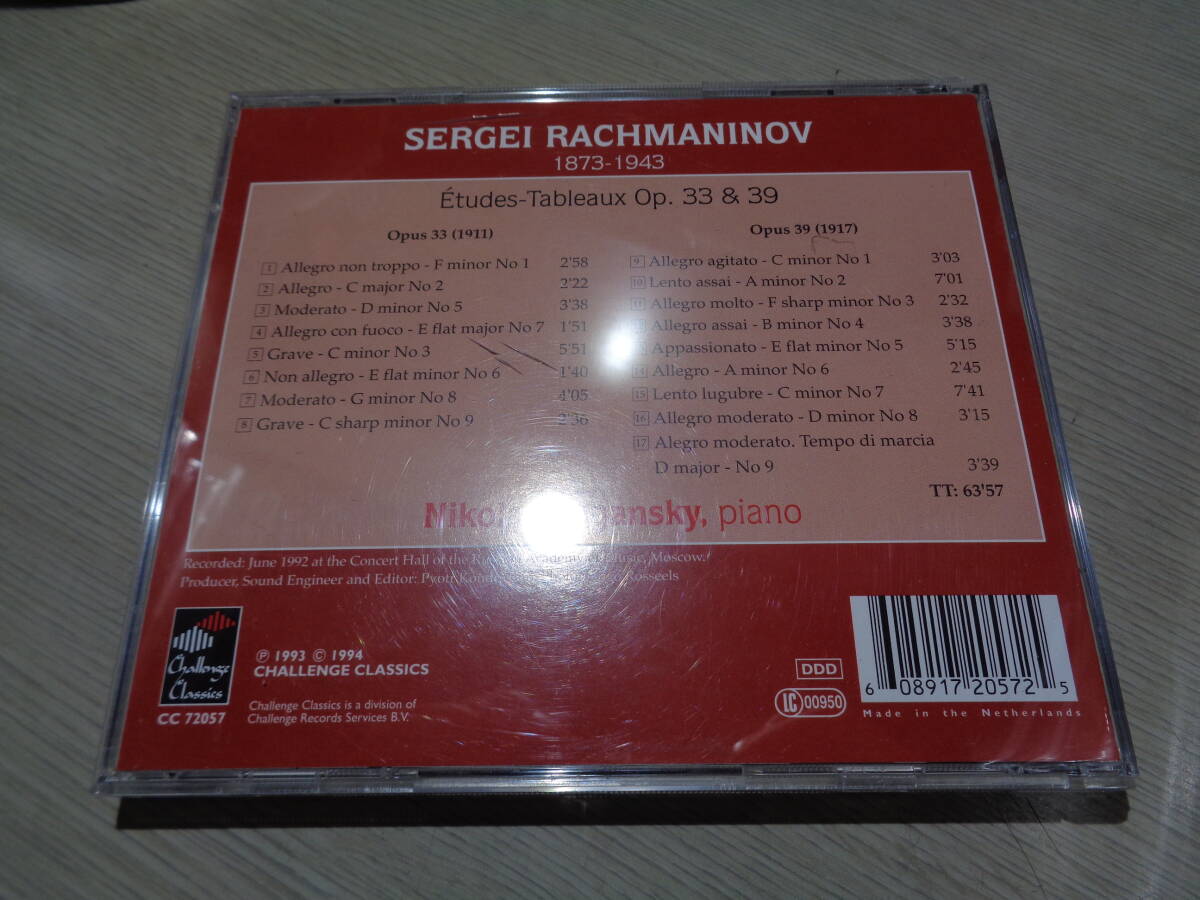 SERGEI RACHMANINOV
1873-1943
Études-Tableaux Op. 33 & 39
Opus 33 (1911)
1 Allegro non troppo - F minor No 1 2'58
2 Allegro - C major No 2 2'22
3 Moderato - D minor No 5 3'38
4 Allegro con fuoco - E flat major No 7 1'51
5 Grave - C minor No 3 5'51
6 Non allegro - E flat minor No 6 1'40
7 Moderato - G minor No 8 4'05
8 Grave - C sharp minor No 9 2'36
Opus 39 (1917)
9 Allegro agitato - C minor No 1 3'03
10 Lento assai - A minor No 2 7'01
11 Allegro molto - F sharp minor No 3 2'32
Allegro assai - B minor No 4 3'38
Appassionato - E flat minor No 5 5'15
14 Allegro - A minor No 6 2'45
15 Lento lugubre - C minor No 7 7'41
16 Allegro moderato - D minor No 8 3'15
17 Alegro moderato. Tempo di marcia
D major - No 9 3'39
TT: 63'57
piano
Recorded: June 1992 at the Concert Hall of the Music, Moscow.
Producer, Sound Engineer and Editor: Pyotr
Challenge
Classics
CC 72057
℗ 1993 © 1994
CHALLENGE CLASSICS
Challenge Classics is a division of
Challenge Records Services B.V.
DDD
LC 00950
6 08917 20572 5
Made in the Netherlands